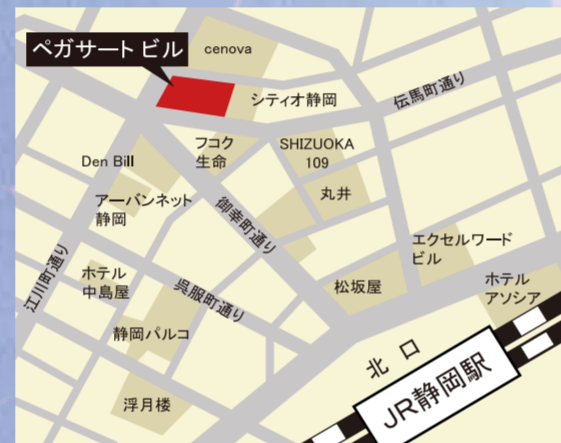 ペガサート ビル
cenova
シティオ静岡
伝馬町通り
フコク
生命
SHIZUOKA
109
丸井
Den Bill
アーバンネット
静岡
御幸町通り
江川町通り
ホテル
中島屋
呉服町通り
静岡パルコ
浮月楼
松坂屋
エクセルワード
ビル
ホテル
アソシア
北 口
JR静岡駅